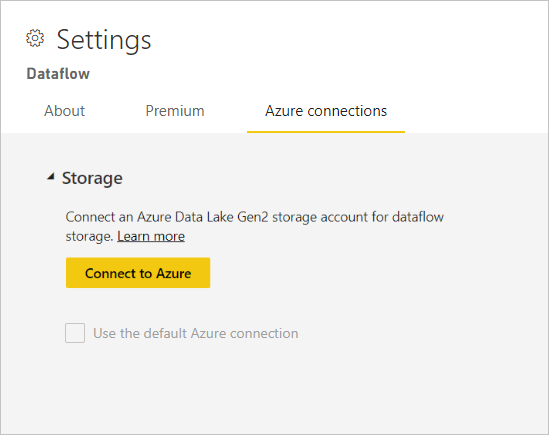 Settings
Dataflow
About Premium Azure connections
Storage
Connect an Azure Data Lake Gen2 storage account for dataflow
storage. Learn more
Connect to Azure
Use the default Azure connection